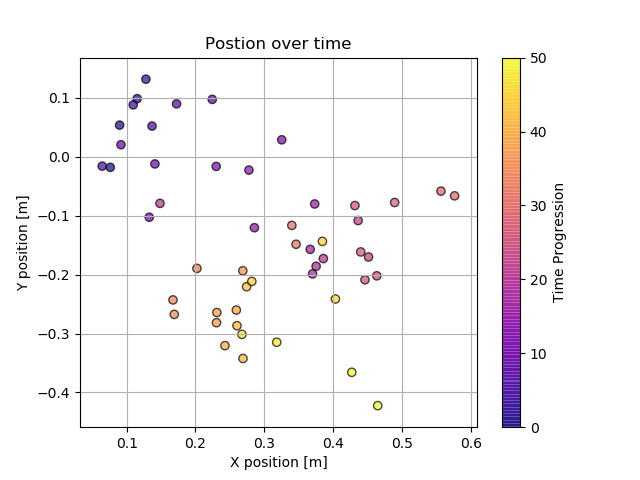 Postion over time
0.1
0.0
−0.1
−0.2
−0.3
−0.4
Y position [m]
0.1 0.2 0.3 0.4 0.5 0.6
X position [m]
50
40
30
20
10
0
Time Progression